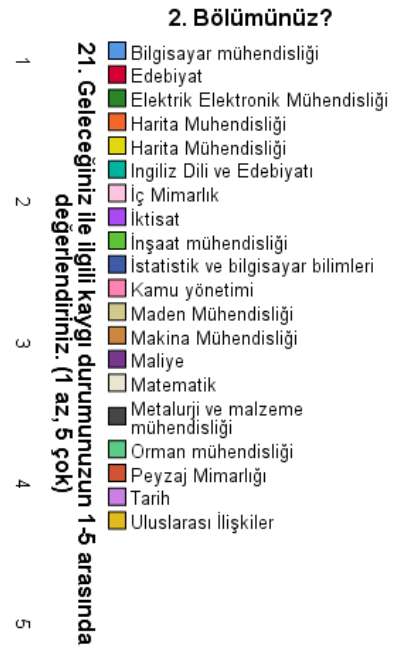 2. Bölümünüz?
Bilgisayar mühendisliği
Edebiyat
Elektrik Elektronik Mühendisliği
Harita Muhendisliği
Harita Mühendisliği
Ingiliz Dili ve Edebiyatı
İç Mimarlık
İktisat
İnşaat mühendisliği
İstatistik ve bilgisayar bilimleri
Kamu yönetimi
Maden Mühendisliği
Makina Mühendisliği
Maliye
Matematik
Metalurji ve malzeme
mühendisliği
Orman mühendisliği
Peyzaj Mimarlığı
Tarih
Uluslarası İlişkiler
21. Geleceğiniz ile ilgili kaygı durumunuzun 1-5 arasında
değerlendiriniz. (1 az, 5 çok)
1
2
3
4
5